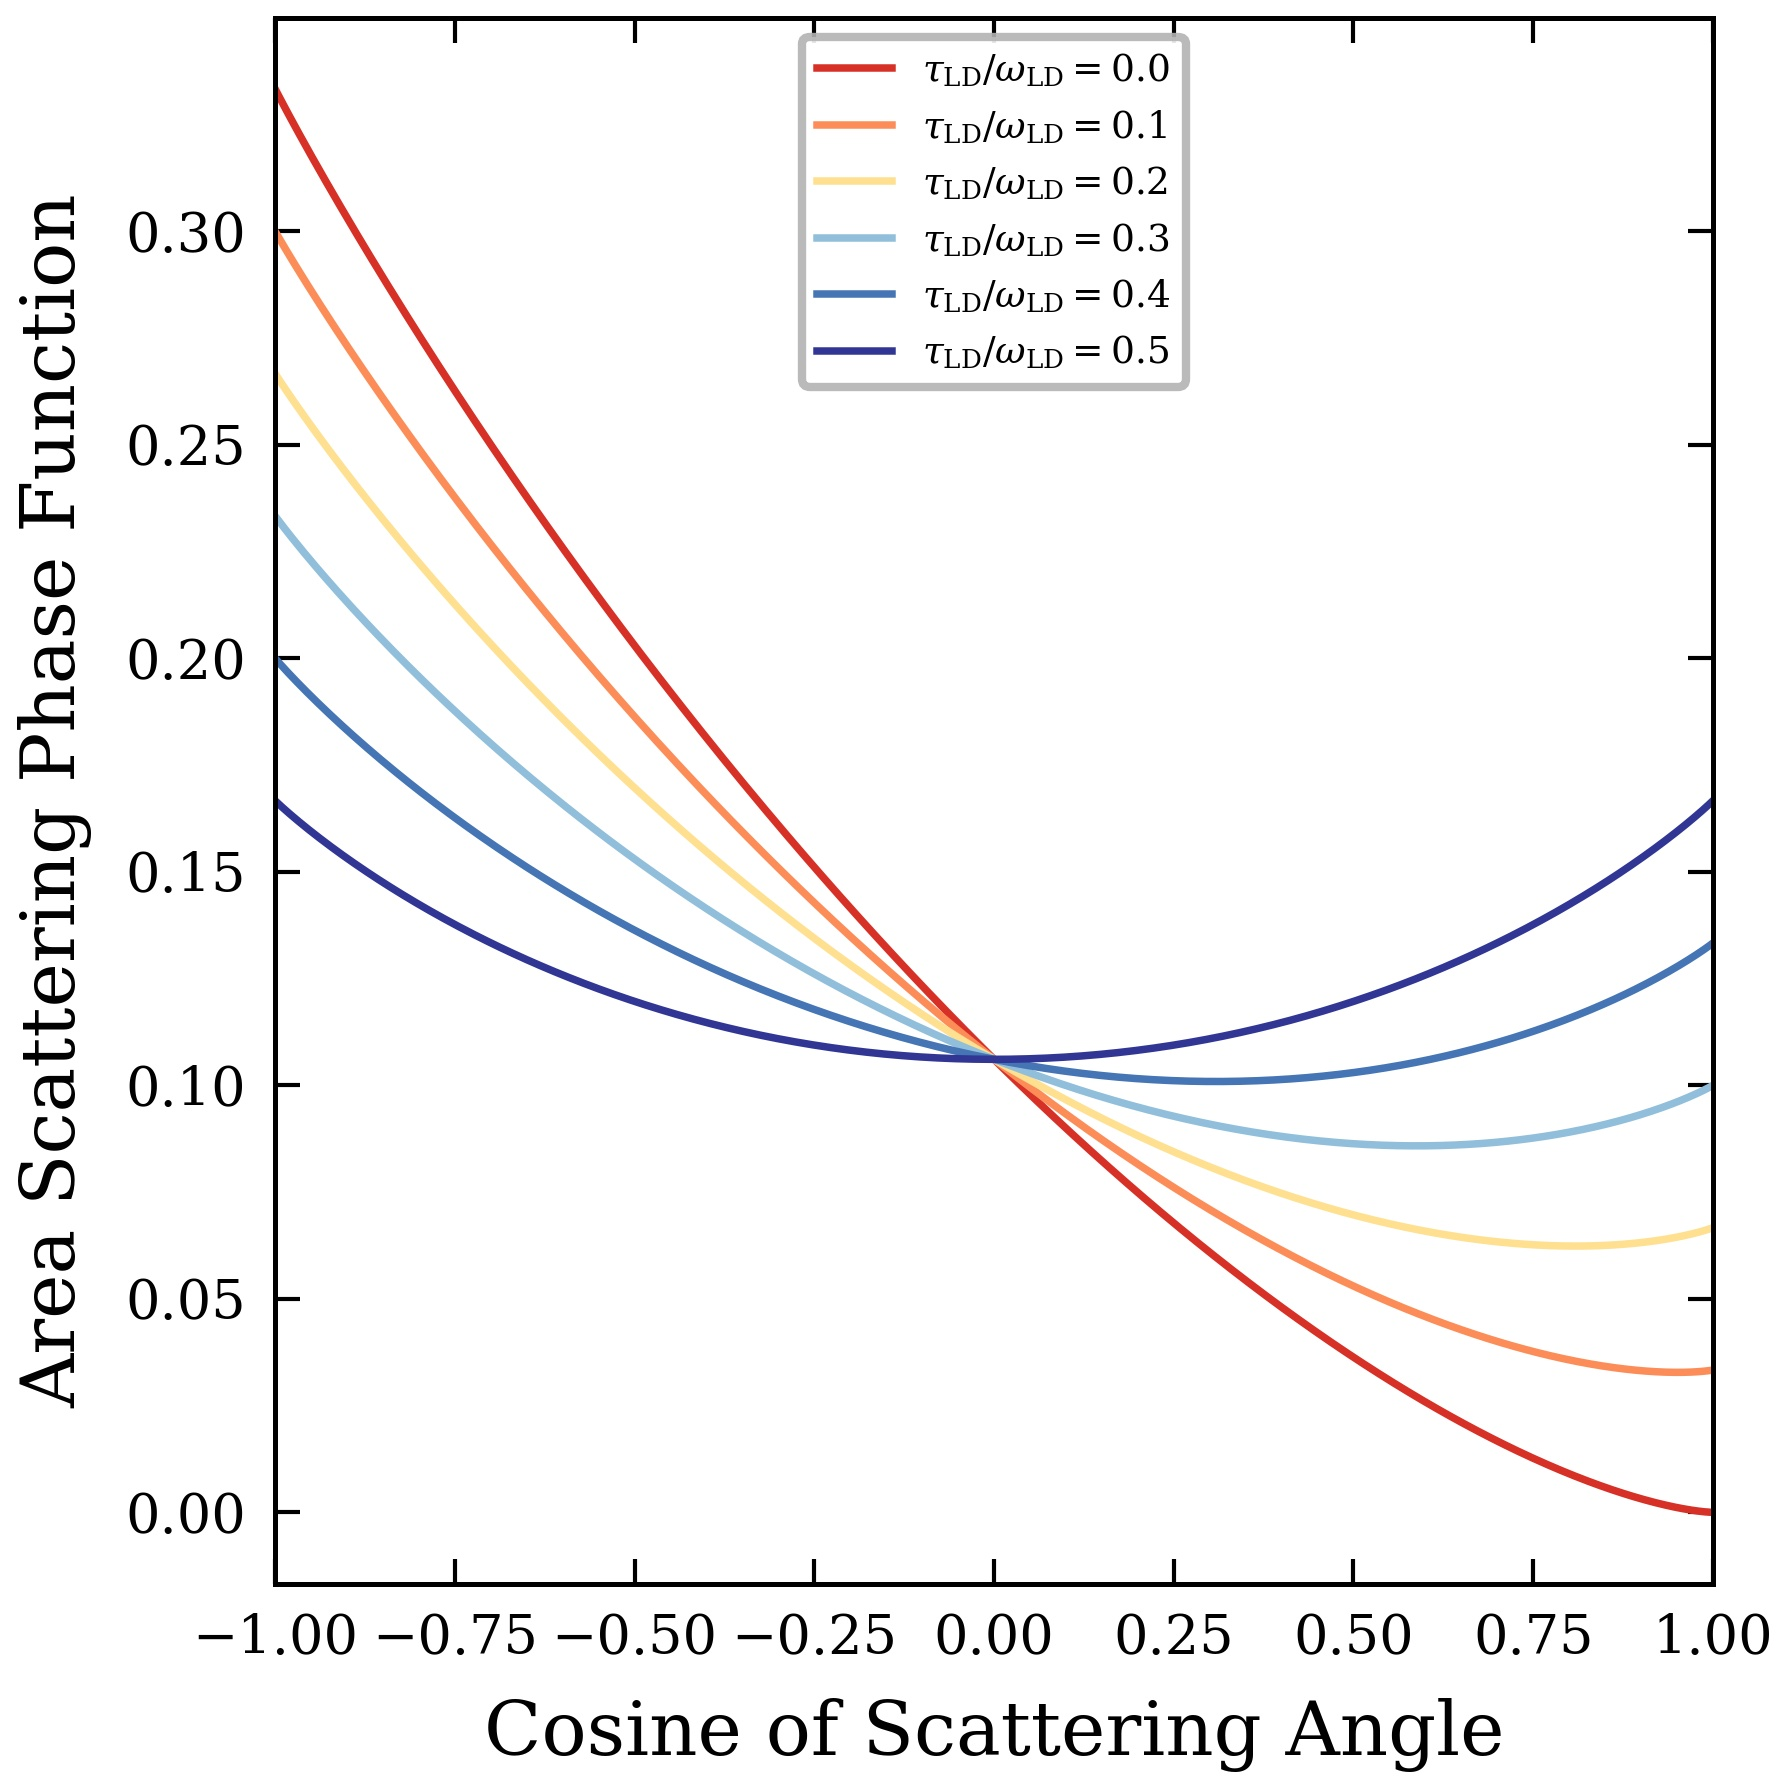 τLD/ωLD = 0.0
τLD/ωLD = 0.1
τLD/ωLD = 0.2
τLD/ωLD = 0.3
τLD/ωLD = 0.4
τLD/ωLD = 0.5
Area Scattering Phase Function
0.30
0.25
0.20
0.15
0.10
0.05
0.00
−1.00 −0.75 −0.50 −0.25 0.00 0.25 0.50 0.75 1.00
Cosine of Scattering Angle